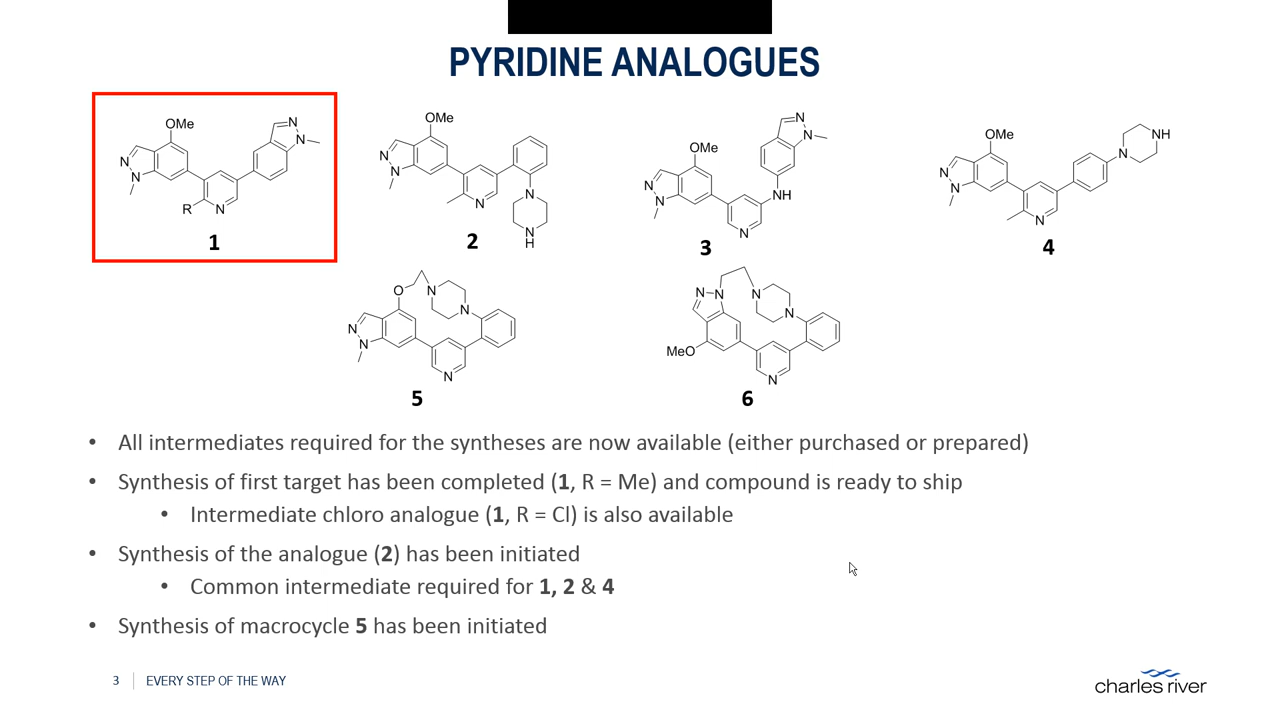 PYRIDINE ANALOGUES
OMe
N
N
N
N
R
N
1
OMe
N
N
N
N
N
H
2
OMe
N
N
N
N
NH
N
3
OMe
N
N
N
N
NH
4
O
N
N
N
N
N
5
N
N
N
N
MeO
N
6
• All intermediates required for the syntheses are now available (either purchased or prepared)
• Synthesis of first target has been completed (1, R = Me) and compound is ready to ship
• Intermediate chloro analogue (1, R = Cl) is also available
• Synthesis of the analogue (2) has been initiated
• Common intermediate required for 1, 2 & 4
• Synthesis of macrocycle 5 has been initiated
3 EVERY STEP OF THE WAY
charles river